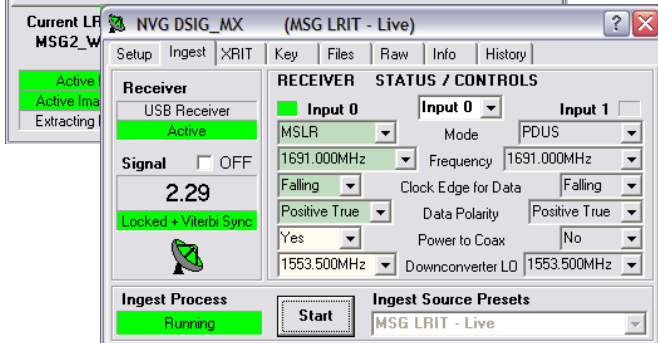 Current LR
MSG2_W
Active
Active Ima
Extracting
NVG DSIG_MX (MSG LRIT - Live)
Setup Ingest XRIT Key Files Raw Info History
Receiver
USB Receiver
Active
Signal OFF
2.29
Locked + Viterbi Sync
RECEIVER STATUS / CONTROLS
Input 0 Input 0 Input 1
MSLR Mode PDUS
1691.000MHz Frequency 1691.000MHz
Falling Clock Edge for Data Falling
Positive True Data Polarity Positive True
Yes Power to Coax No
1553.500MHz Downconverter LO 1553.500MHz
Ingest Process
Running
Start
Ingest Source Presets
MSG LRIT - Live